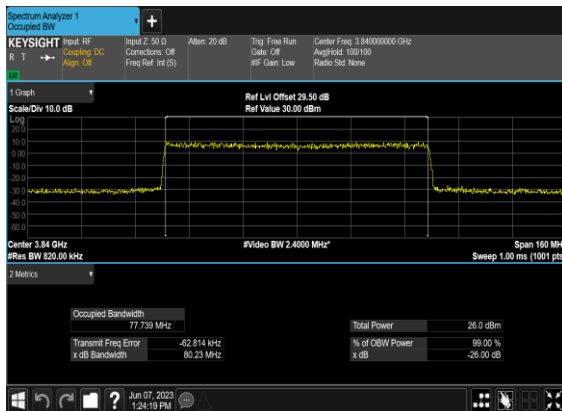 Spectrum Analyzer 1
Occupied BW
KEYSIGHT Input: RF Input Z: 50 Ω Atten: 20 dB Trig: Free Run Center Freq: 3.840000000 GHz
R T Coupling: DC Corrections: Off Gate: Off Avg|Hold: 100/100
Align: Off Freq Ref: Int (S) #IF Gain: Low Radio Std: None
1 Graph
Ref Lvl Offset 29.50 dB
Scale/Div 10.0 dB Ref Value 30.00 dBm
Log
20.0
10.0
0.00
-10.0
-20.0
-30.0
-40.0
-50.0
-60.0
Center 3.84 GHz #Video BW 2.4000 MHz* Span 160 MH
#Res BW 820.00 kHz Sweep 1.00 ms (1001 pts
2 Metrics
Occupied Bandwidth
77.739 MHz Total Power 26.0 dBm
Transmit Freq Error -62.814 kHz % of OBW Power 99.00 %
x dB Bandwidth 80.23 MHz x dB -26.00 dB
Jun 07, 2023
1:24:19 PM